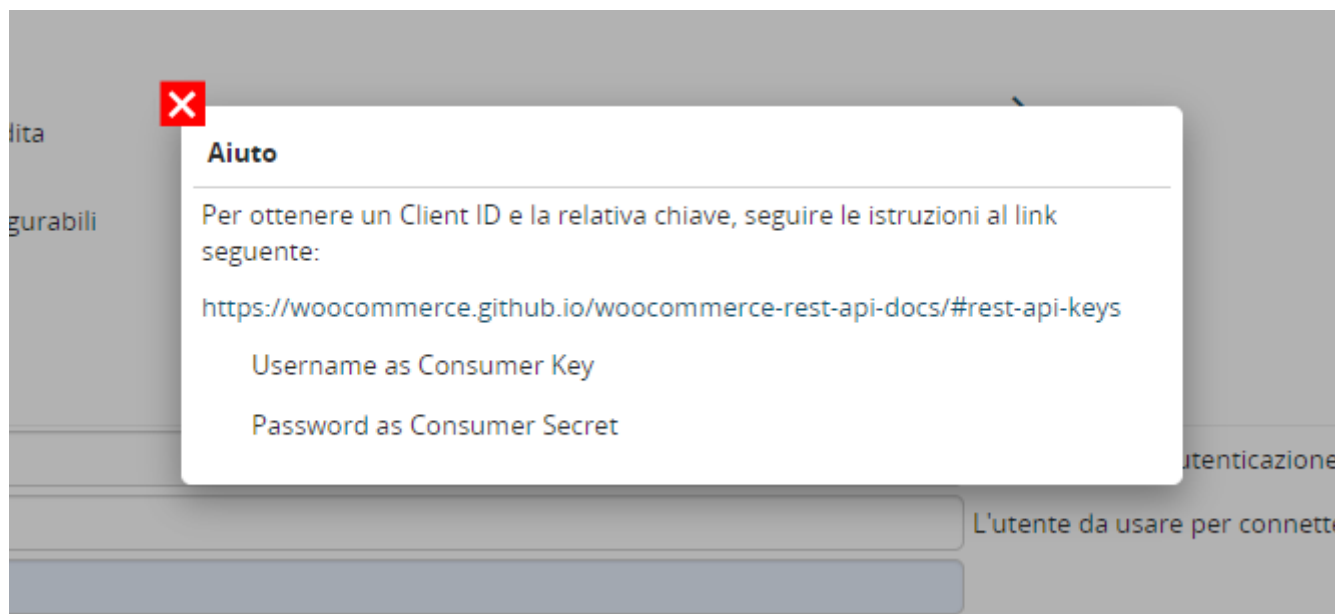 dita
Aiuto
gurabili
Per ottenere un Client ID e la relativa chiave, seguire le istruzioni al link
seguente:
https://woocommerce.github.io/woocommerce-rest-api-docs/#rest-api-keys
Username as Consumer Key
Password as Consumer Secret
utenticazione
L'utente da usare per connett